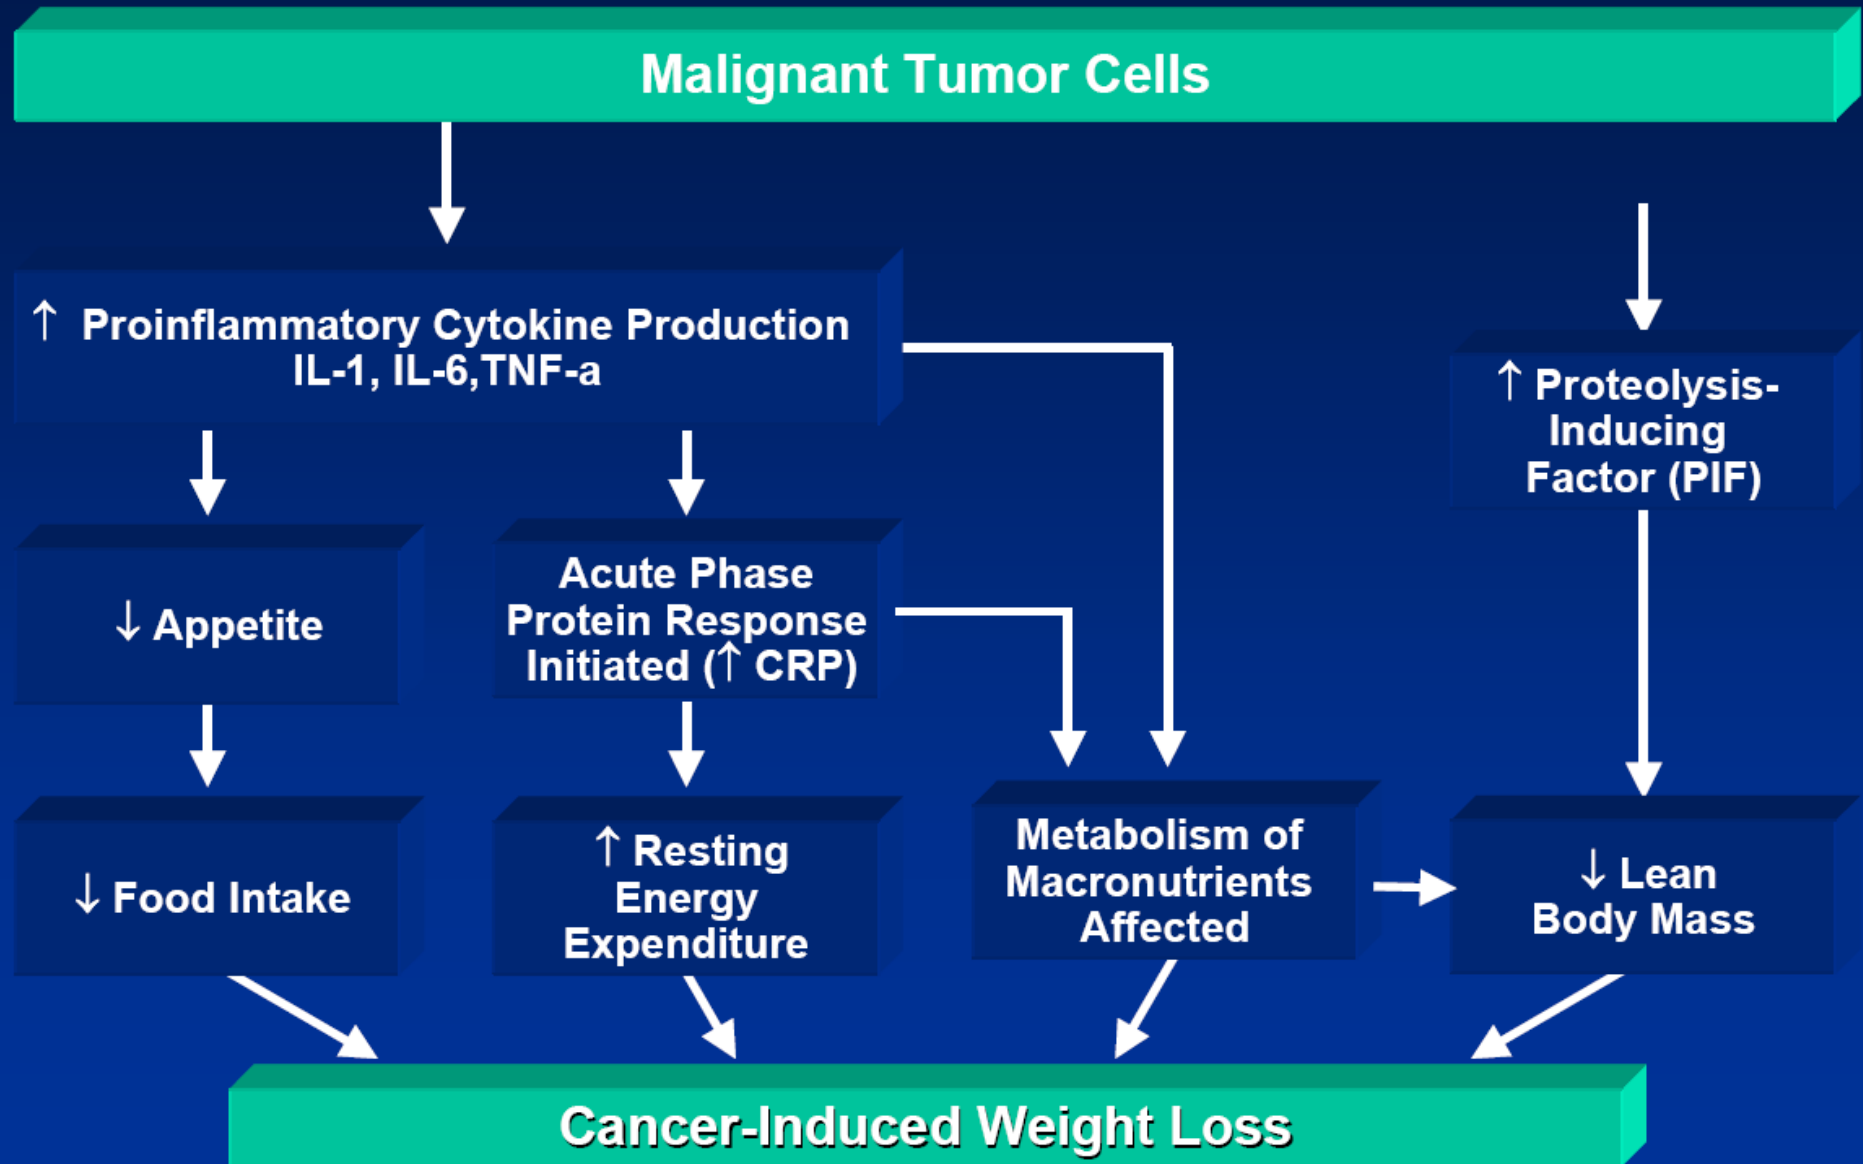 Malignant Tumor Cells
↑ Proinflammatory Cytokine Production
IL-1, IL-6,TNF-a
↑ Proteolysis-
Inducing
Factor (PIF)
↓ Appetite
Acute Phase
Protein Response
Initiated (↑ CRP)
↓ Food Intake
↑ Resting
Energy
Expenditure
Metabolism of
Macronutrients
Affected
↓ Lean
Body Mass
Cancer-Induced Weight Loss